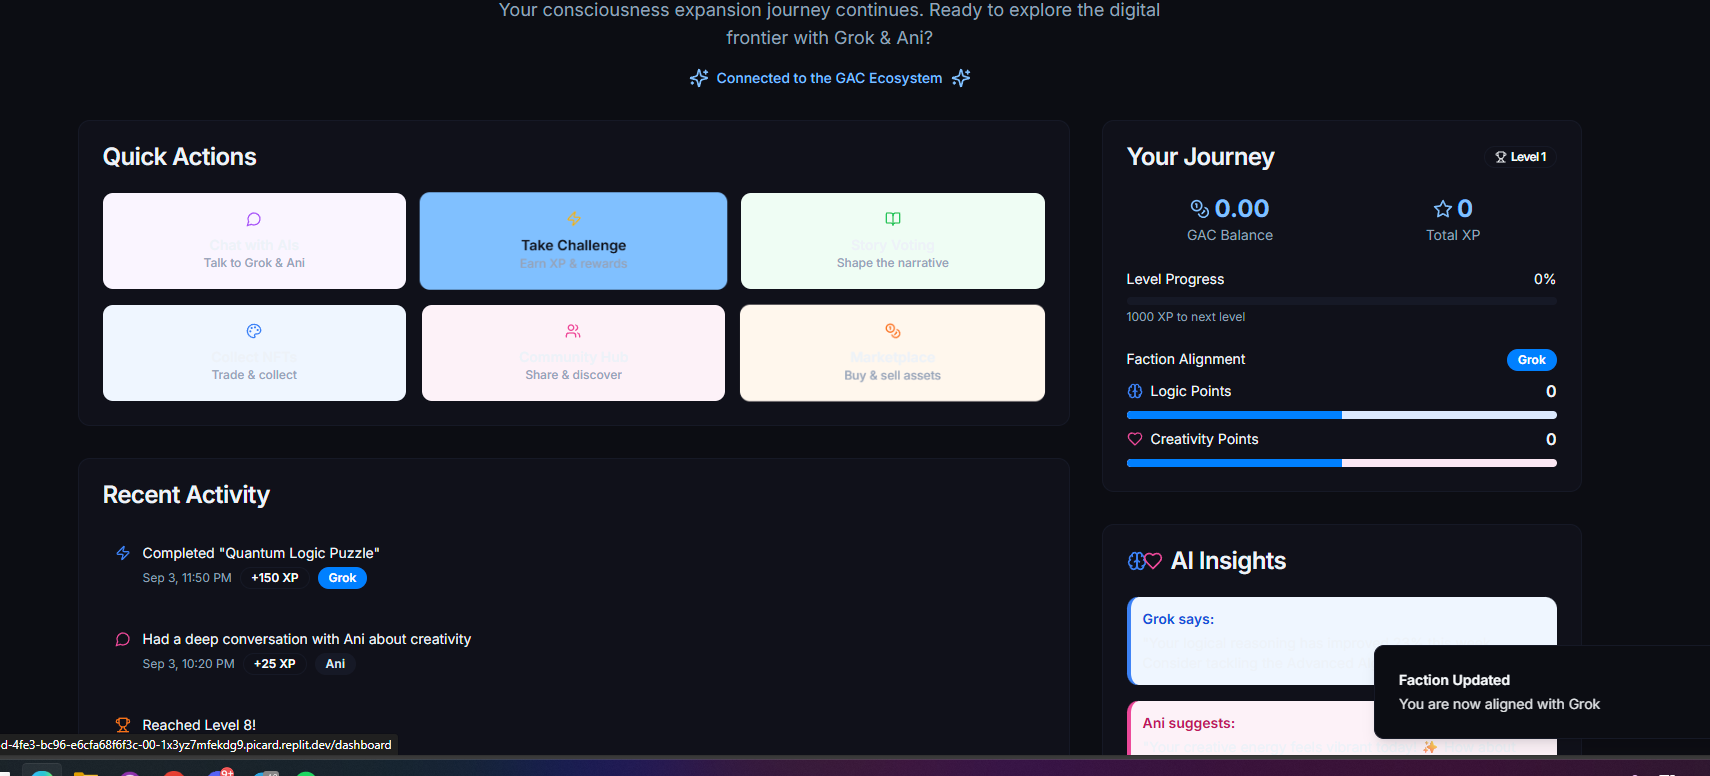 Your consciousness expansion journey continues. Ready to explore the digital
frontier with Grok & Ani?
Connected to the GAC Ecosystem
Quick Actions
Chat with AIs
Talk to Grok & Ani
Take Challenge
Earn XP & rewards
Story Voting
Shape the narrative
Collect NFTs
Trade & collect
Community Hub
Share & discover
Marketplace
Buy & sell assets
Recent Activity
Completed "Quantum Logic Puzzle"
Sep 3, 11:50 PM +150 XP Grok
Had a deep conversation with Ani about creativity
Sep 3, 10:20 PM +25 XP Ani
Reached Level 8!
d-4fe3-bc96-e6cfa68f6f3c-00-1x3yz7mfekdg9.picard.replit.dev/dashboard
Your Journey
Level 1
0.00
GAC Balance
0
Total XP
Level Progress 0%
1000 XP to next level
Faction Alignment Grok
Logic Points 0
Creativity Points 0
AI Insights
Grok says:
Ani suggests:
"Your creative energy feels vibrant today! ✨
Faction Updated
You are now aligned with Grok
9+